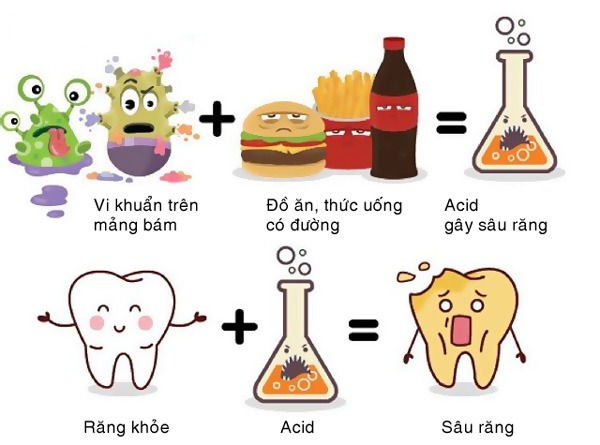 Vi khuẩn trên
mảng bám
Đồ ăn, thức uống
có đường
Acid
gây sâu răng
Răng khỏe
Acid
Sâu răng